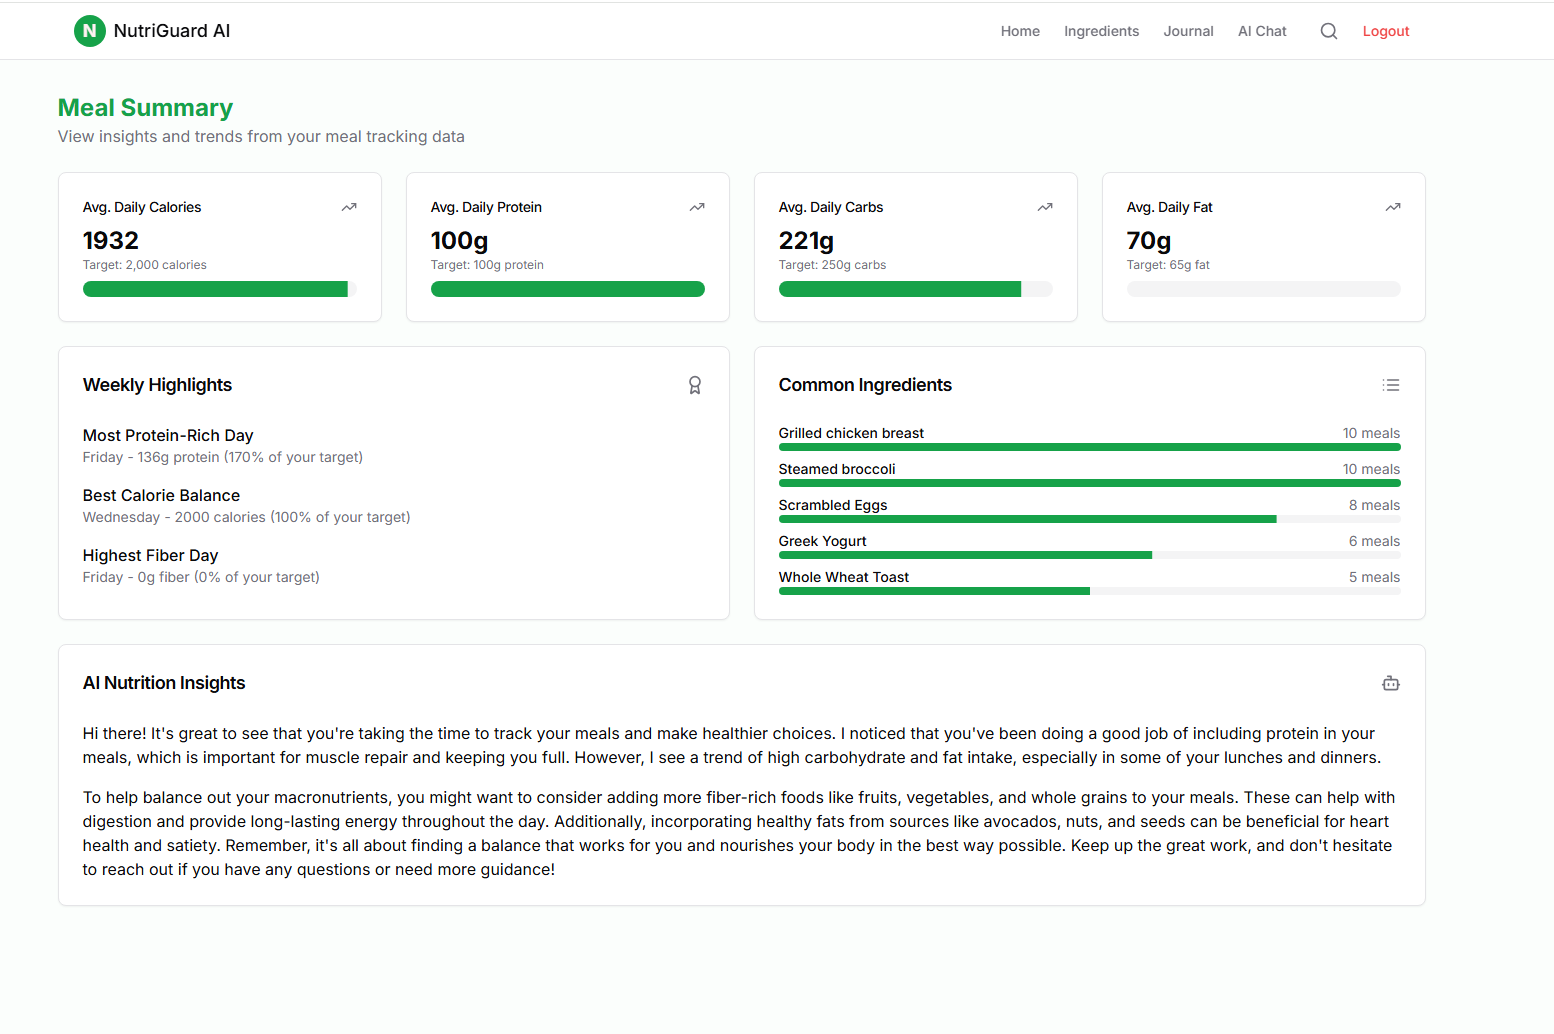 N NutriGuard AI
Home Ingredients Journal AI Chat Logout
Meal Summary
View insights and trends from your meal tracking data
Avg. Daily Calories
1932
Target: 2,000 calories
Avg. Daily Protein
100g
Target: 100g protein
Avg. Daily Carbs
221g
Target: 250g carbs
Avg. Daily Fat
70g
Target: 65g fat
Weekly Highlights
Most Protein-Rich Day
Friday - 136g protein (170% of your target)
Best Calorie Balance
Wednesday - 2000 calories (100% of your target)
Highest Fiber Day
Friday - 0g fiber (0% of your target)
Common Ingredients
Grilled chicken breast 10 meals
Steamed broccoli 10 meals
Scrambled Eggs 8 meals
Greek Yogurt 6 meals
Whole Wheat Toast 5 meals
AI Nutrition Insights
Hi there! It's great to see that you're taking the time to track your meals and make healthier choices. I noticed that you've been doing a good job of including protein in your
meals, which is important for muscle repair and keeping you full. However, I see a trend of high carbohydrate and fat intake, especially in some of your lunches and dinners.
To help balance out your macronutrients, you might want to consider adding more fiber-rich foods like fruits, vegetables, and whole grains to your meals. These can help with
digestion and provide long-lasting energy throughout the day. Additionally, incorporating healthy fats from sources like avocados, nuts, and seeds can be beneficial for heart
health and satiety. Remember, it's all about finding a balance that works for you and nourishes your body in the best way possible. Keep up the great work, and don't hesitate
to reach out if you have any questions or need more guidance!